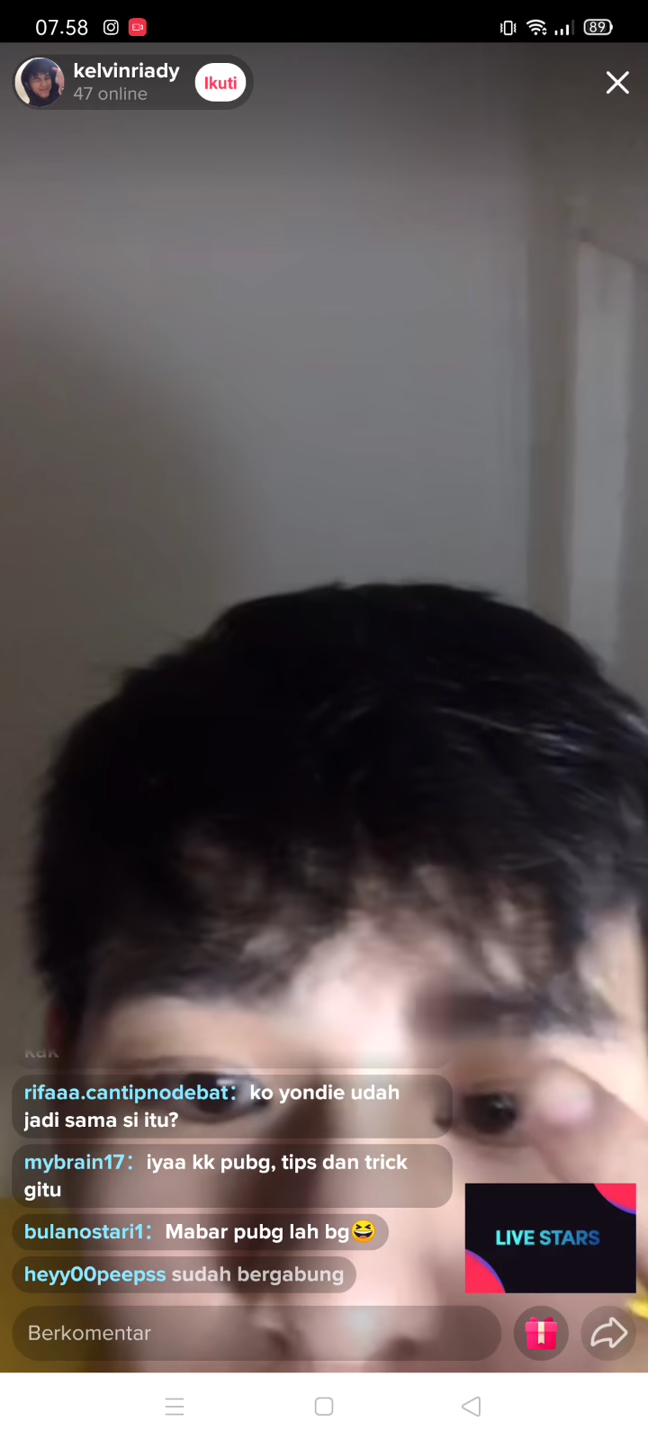 07.58
89
kelvinriady
47 online
Ikuti
kak
rifaaa.cantipnodebat: ko yondie udah
jadi sama si itu?
mybrain17: iyaa kk pubg, tips dan trick
gitu
bulanostari1: Mabar pubg lah bg😆
heyy00peepss sudah bergabung
LIVE STARS
Berkomentar